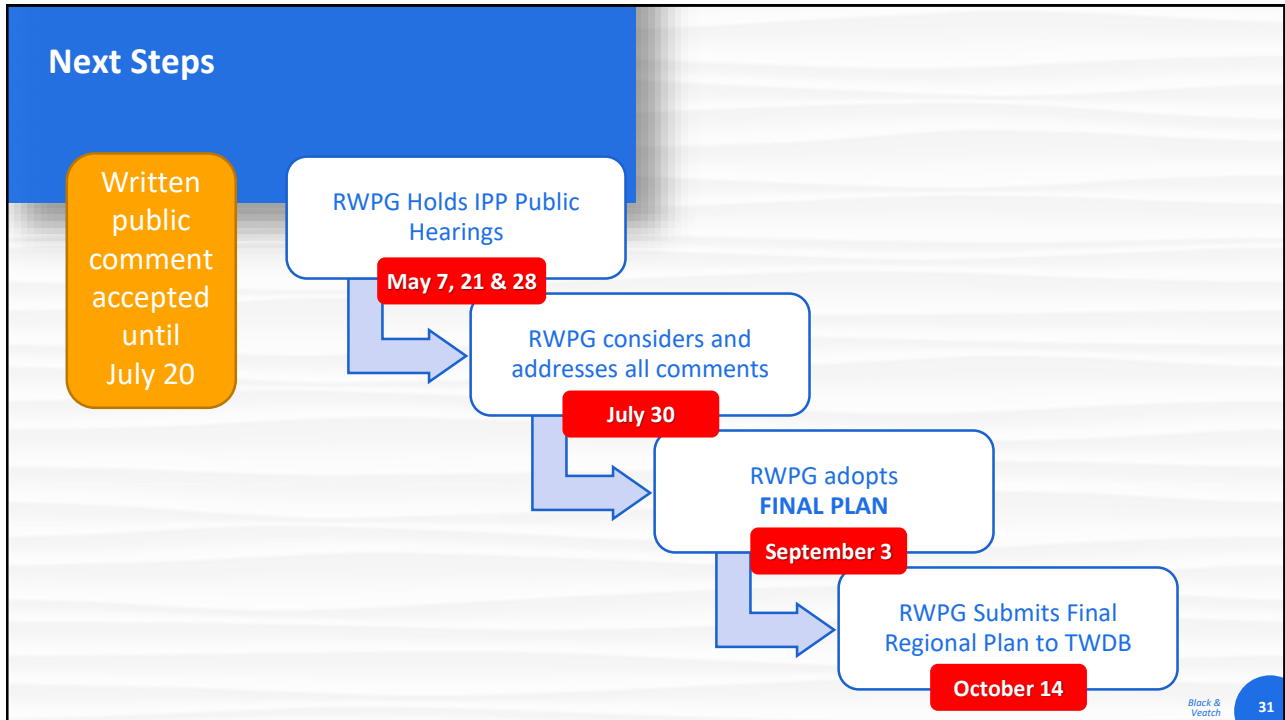 Next Steps
Written
public
comment
accepted
until
July 20
RWPG Holds IPP Public
Hearings
May 7, 21 & 28
RWPG considers and
addresses all comments
July 30
RWPG adopts
FINAL PLAN
September 3
RWPG Submits Final
Regional Plan to TWDB
October 14
Black &
Veatch
31